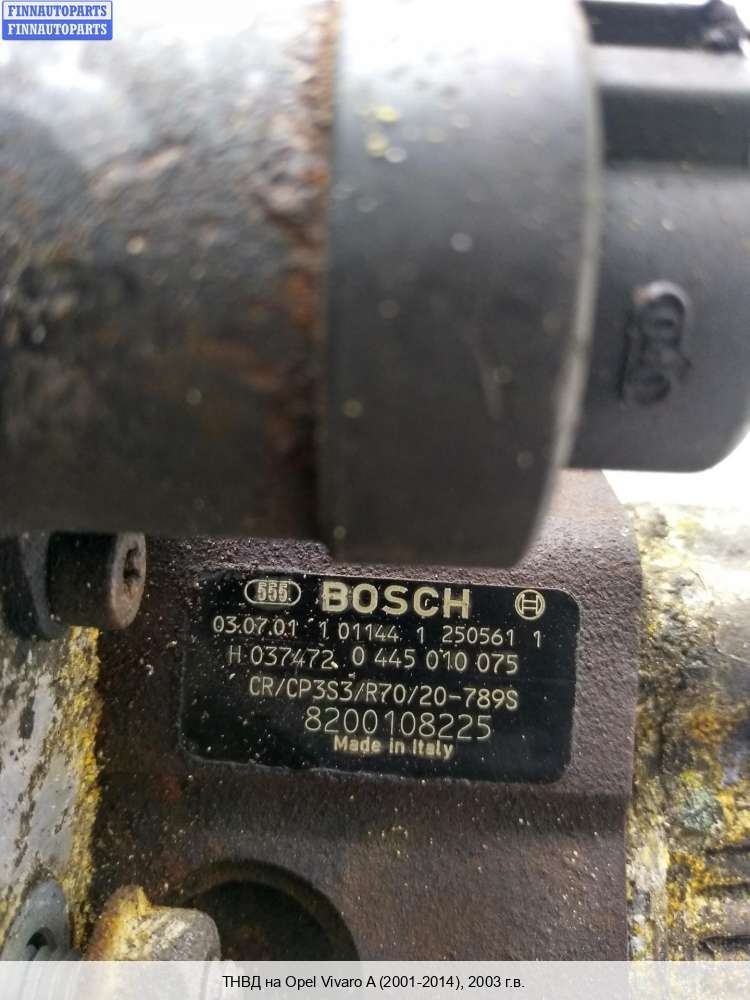 FINNAUTOPARTS
FINNAUTOPARTS
555 BOSCH
03.07.01 1 01144 1 250561 1
H 037472 0 445 010 075
CR/CP3S3/R70/20-789S
8200108225
Made in Italy
ТНВД на Opel Vivaro A (2001-2014), 2003 г.в.